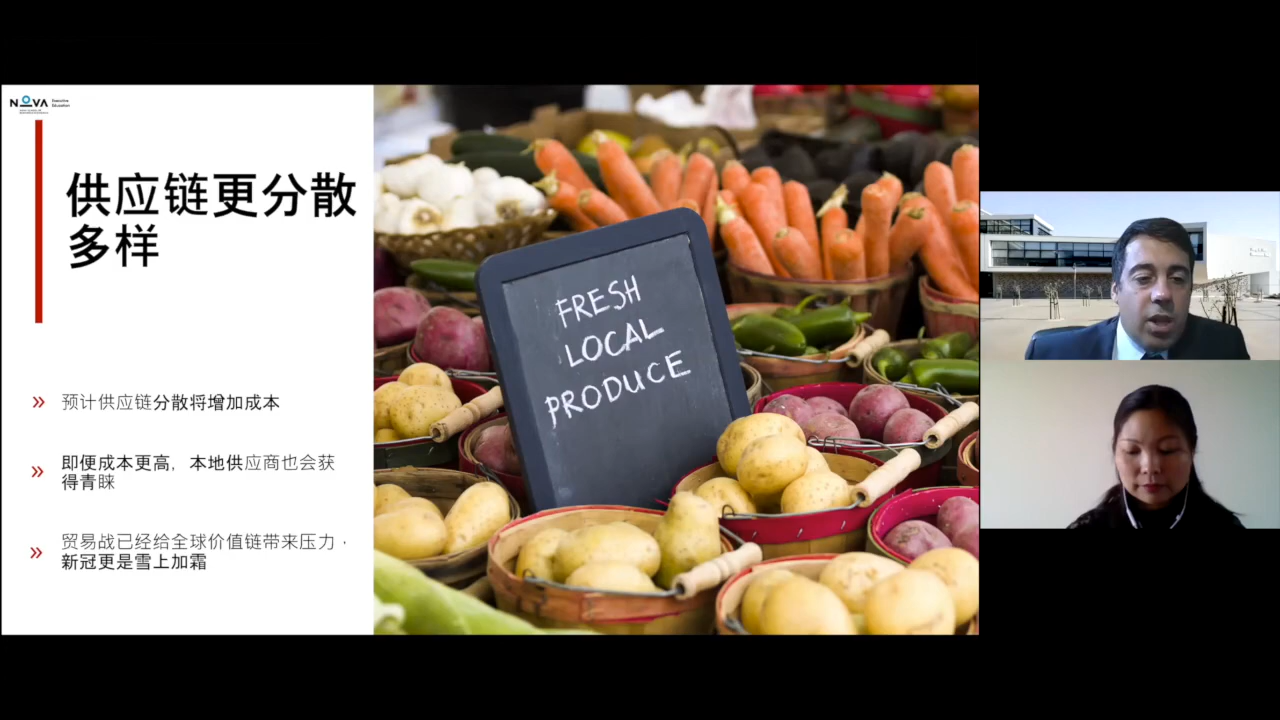 NOVA Executive
Education
供应链更分散
多样
» 预计供应链分散将增加成本
» 即便成本更高，本地供应商也会获
得青睐
» 贸易战已经给全球价值链带来压力，
新冠更是雪上加霜
FRESH
LOCAL
PRODUCE